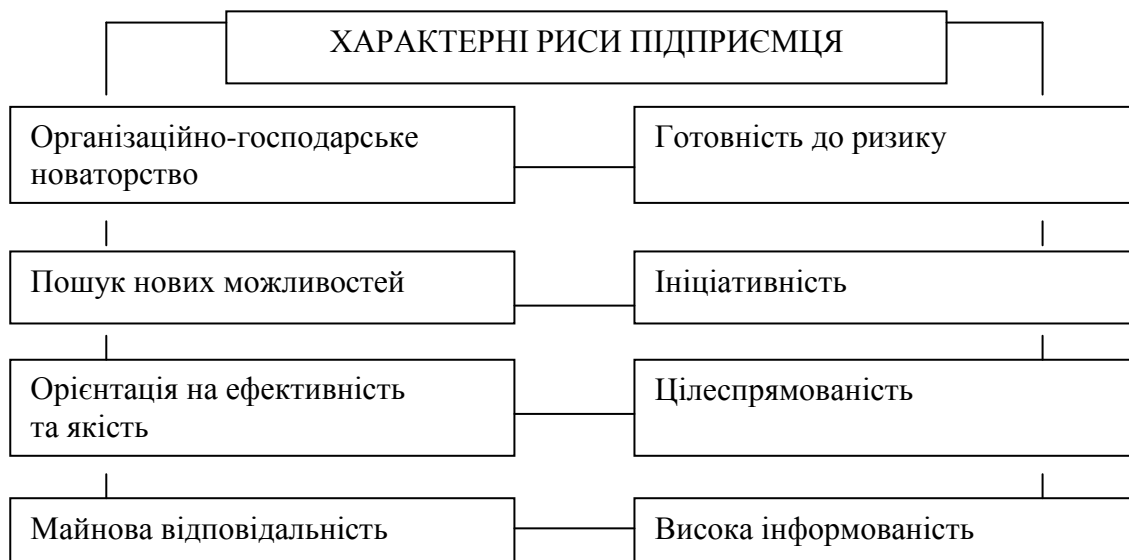 ХАРАКТЕРНІ РИСИ ПІДПРИЄМЦЯ
Організаційно-господарське
новаторство
Готовність до ризику
Пошук нових можливостей
Ініціативність
Орієнтація на ефективність
та якість
Цілеспрямованість
Майнова відповідальність
Висока інформованість